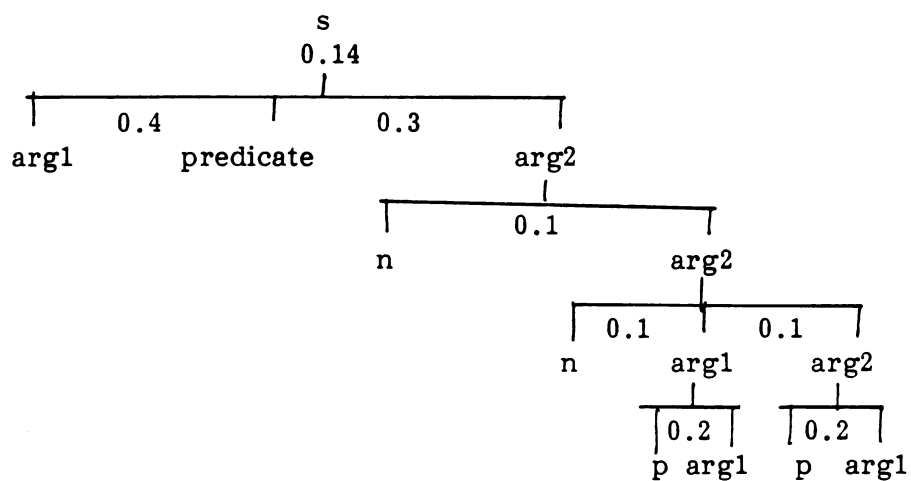 s
0.14
0.4 0.3
arg1 predicate arg2
0.1
n arg2
0.1 0.1
n arg1 arg2
0.2 0.2
p arg1 p arg1